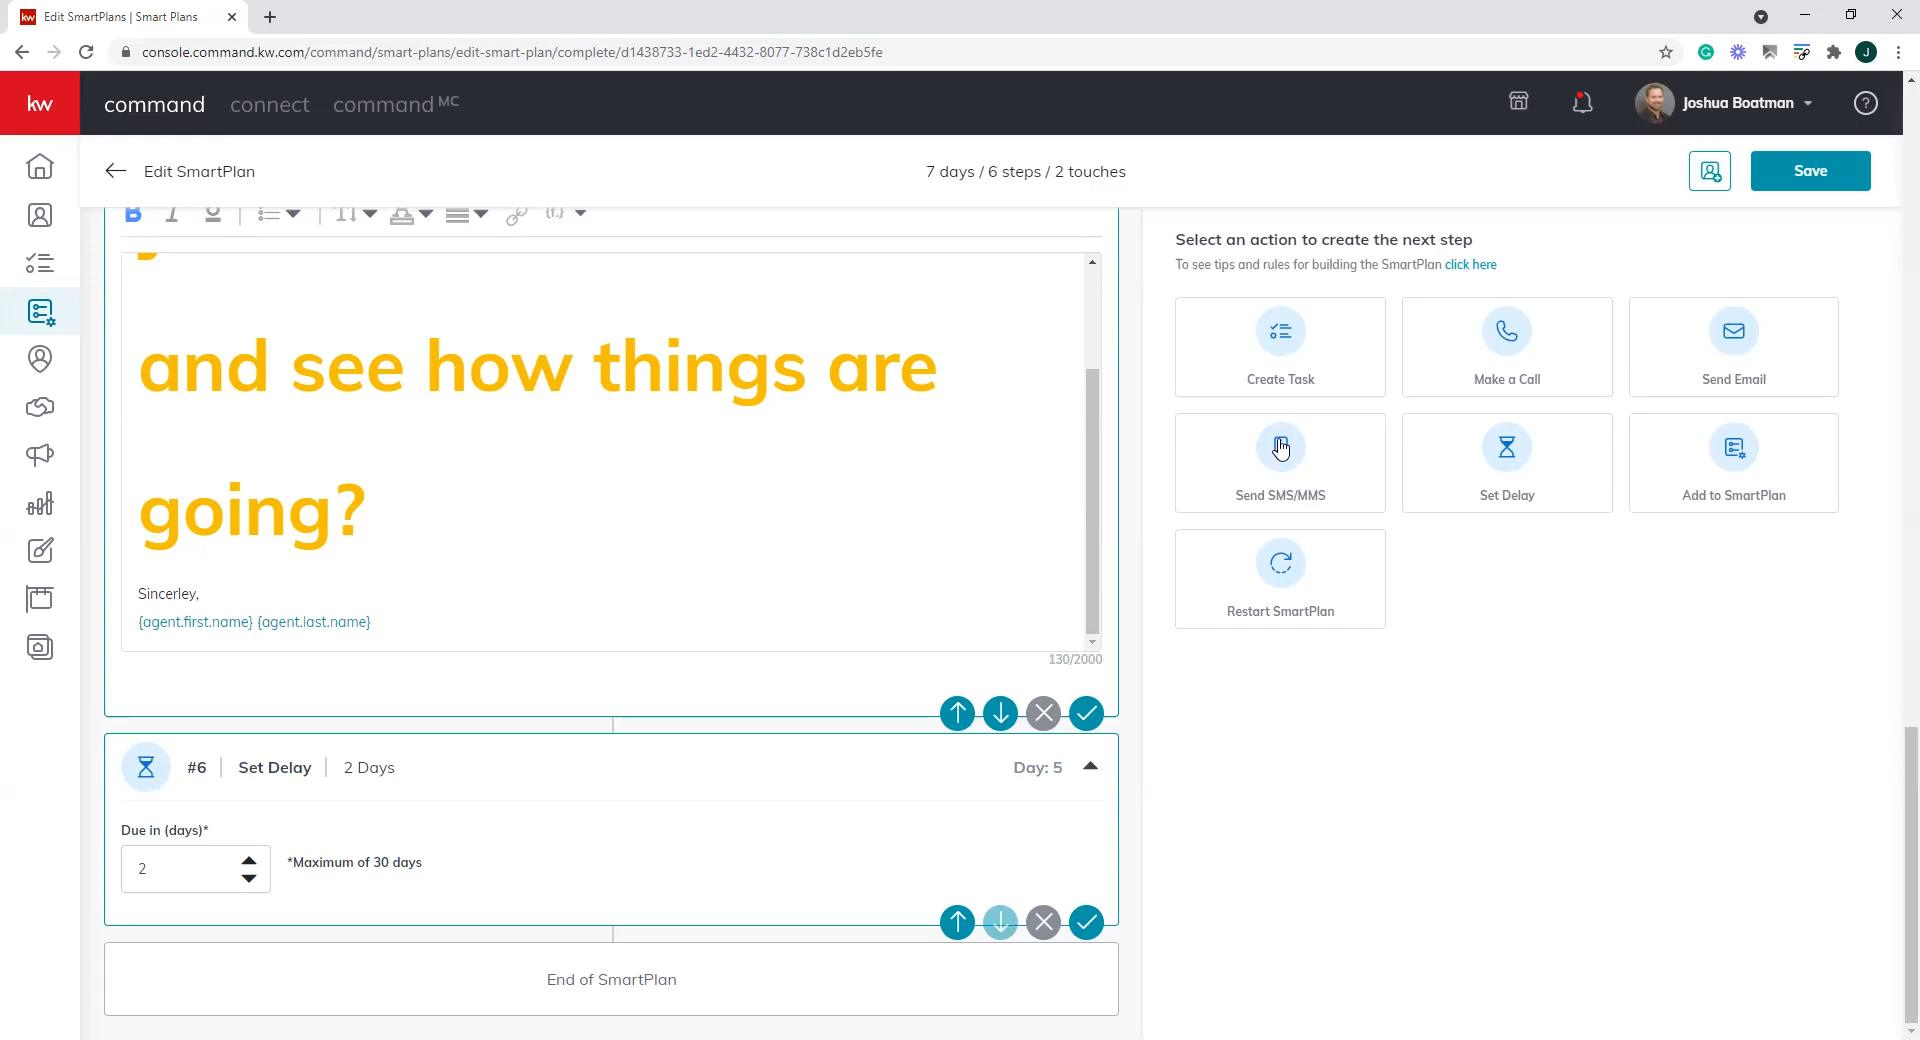 Edit SmartPlans | Smart Plans
console.command.kw.com/command/smart-plans/edit-smart-plan/complete/d1438733-1ed2-4432-8077-738c1d2eb5fe
J
kw
command connect command MC
Joshua Boatman
Edit SmartPlan
7 days / 6 steps / 2 touches
Save
B I U {f.}
Select an action to create the next step
To see tips and rules for building the SmartPlan click here
Create Task
Make a Call
Send Email
Send SMS/MMS
Set Delay
Add to SmartPlan
Restart SmartPlan
and see how things are
going?
Sincerley,
{agent.first.name} {agent.last.name}
130/2000
#6 | Set Delay | 2 Days
Day: 5
Due in (days)*
2
*Maximum of 30 days
End of SmartPlan